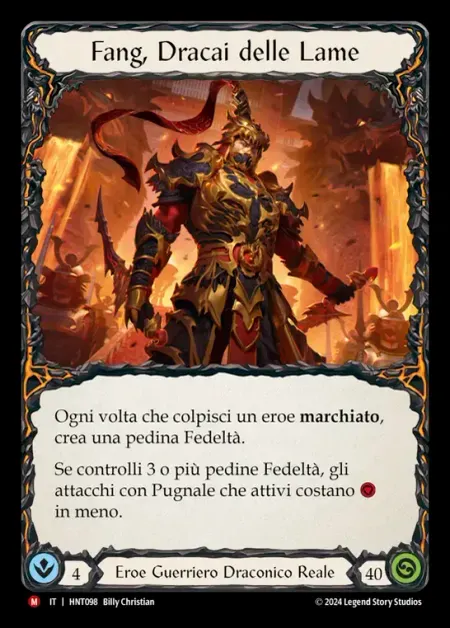 Fang, Dracai delle Lame
Ogni volta che colpisci un eroe marchiato,
crea una pedina Fedeltà.
Se controlli 3 o più pedine Fedeltà, gli
attacchi con Pugnale che attivi costano
in meno.
4
Eroe Guerriero Draconico Reale
40
M IT | HNT098 Billy Christian
© 2024 Legend Story Studios